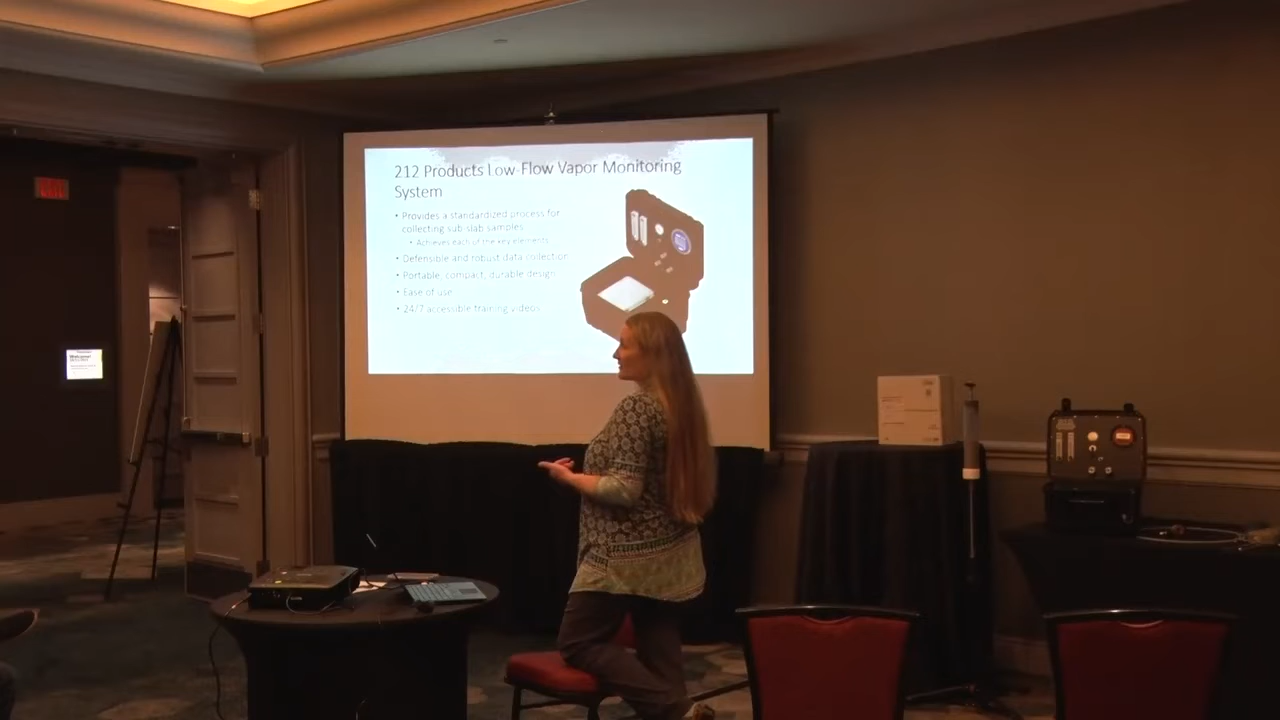 212 Products Low-Flow Vapor Monitoring
System
• Provides a standardized process for
collecting sub-slab samples
• Achieves each of the key elements
• Defensible and robust data collection
• Portable, compact, durable design
• Ease of use
• 24/7 accessible training videos
Welcome!